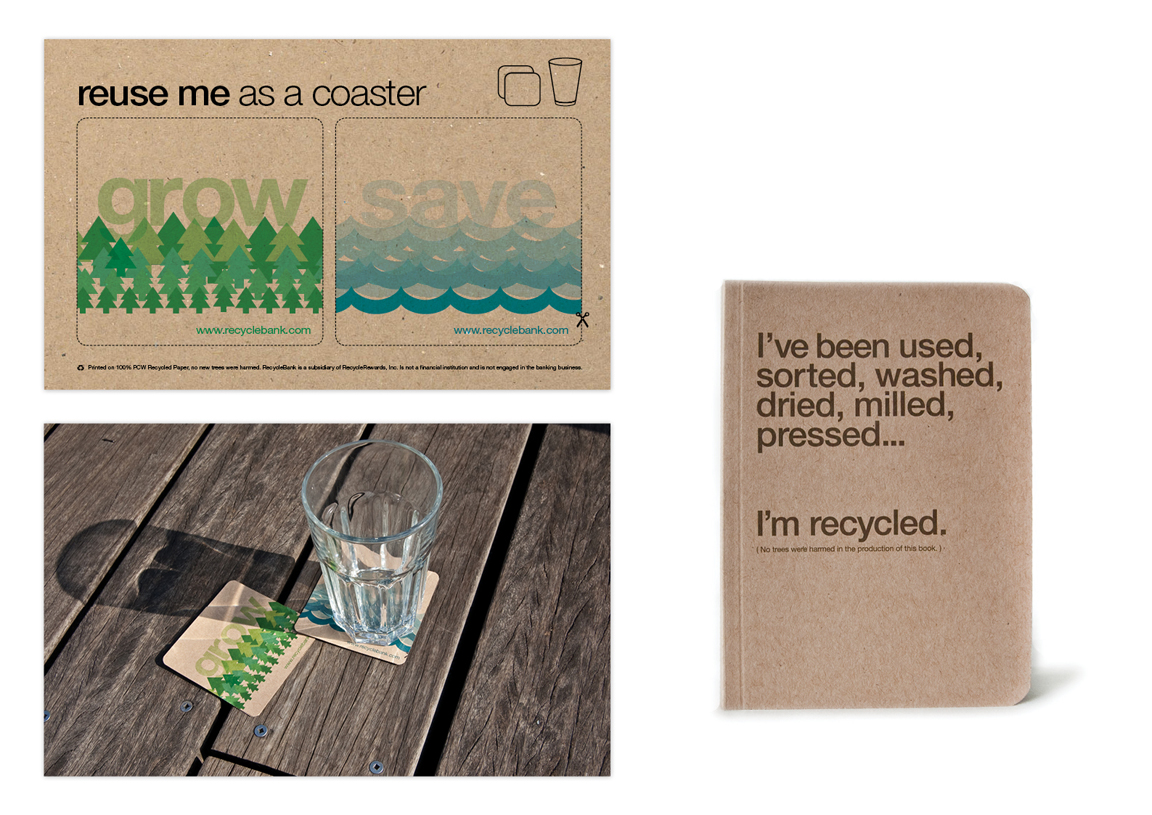 reuse me as a coaster
grow
save
www.recyclebank.com
www.recyclebank.com
Printed on 100% PCW Recycled Paper, so new trees were harmed. RecycleBank is a subsidiary of RecycleRewards, Inc. Is not a financial institution and is not engaged in the banking business.
grow
I’ve been used,
sorted, washed,
dried, milled,
pressed...
I’m recycled.
( No trees were harmed in the production of this book. )